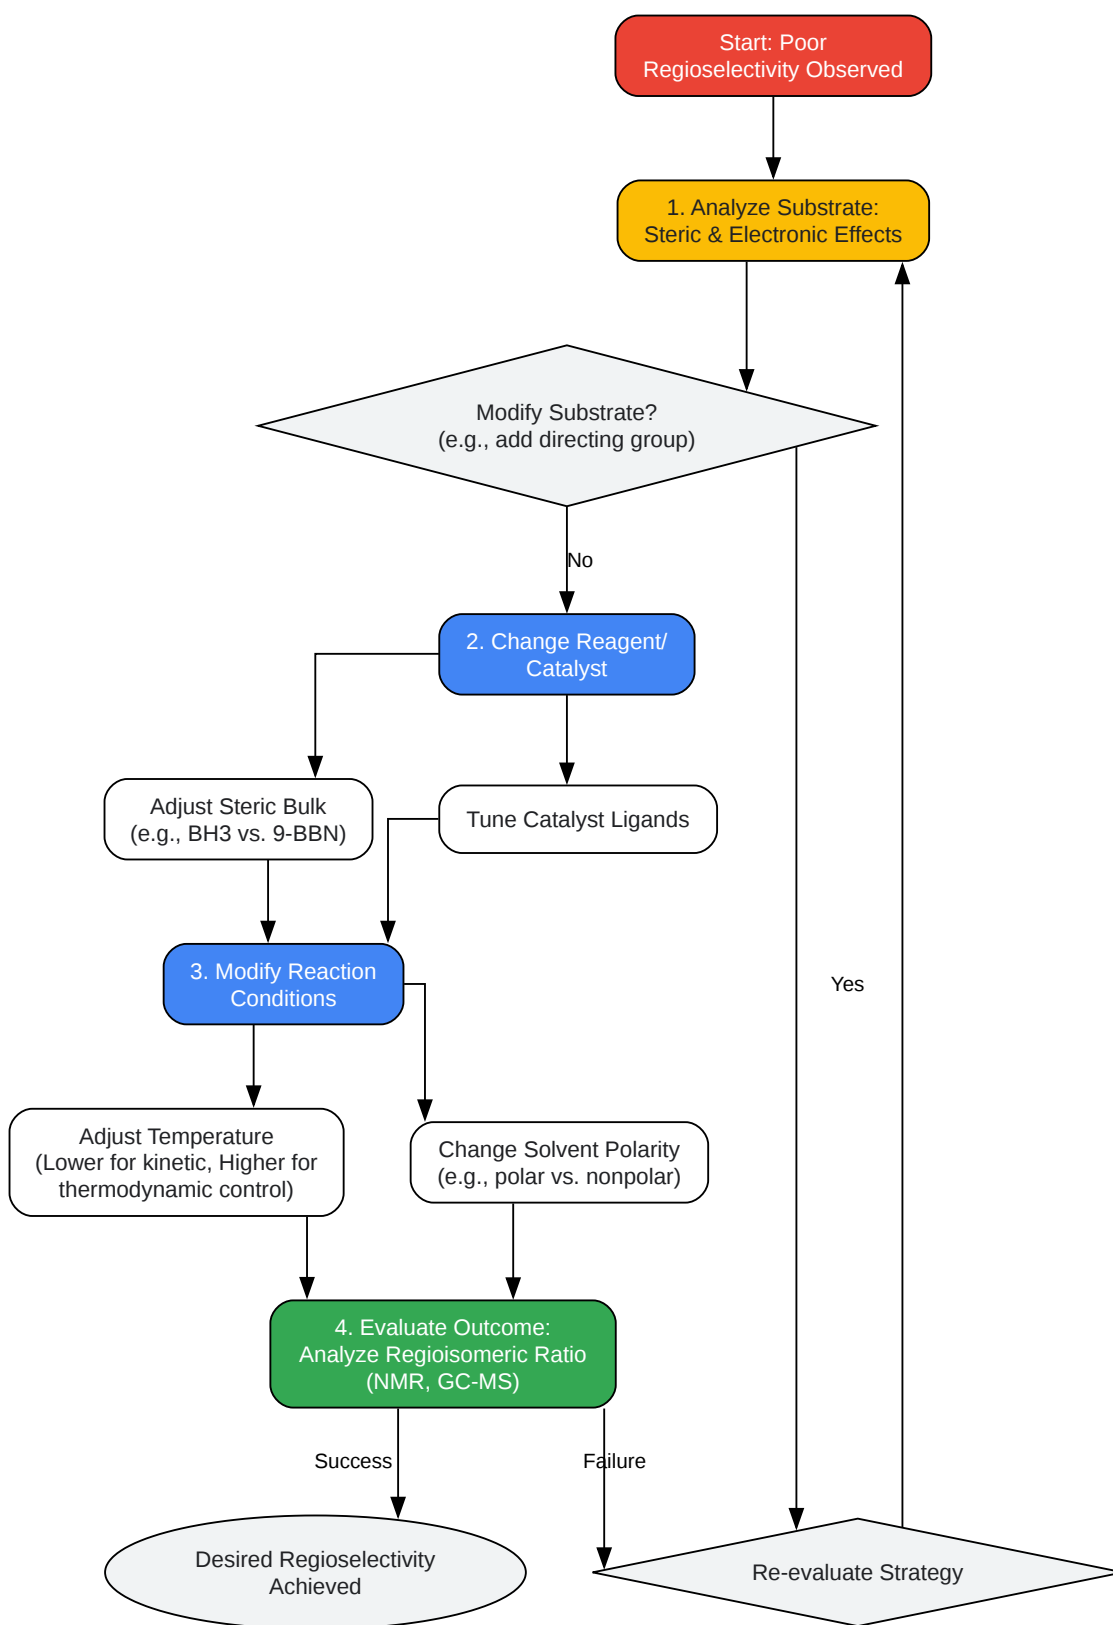 Start: Poor
Regioselectivity Observed
1. Analyze Substrate:
Steric & Electronic Effects
Modify Substrate?
(e.g., add directing group)
No
2. Change Reagent/
Catalyst
Adjust Steric Bulk
(e.g., BH3 vs. 9-BBN)
Tune Catalyst Ligands
3. Modify Reaction
Conditions
Yes
Adjust Temperature
(Lower for kinetic, Higher for
thermodynamic control)
Change Solvent Polarity
(e.g., polar vs. nonpolar)
4. Evaluate Outcome:
Analyze Regioisomeric Ratio
(NMR, GC-MS)
Success
Failure
Desired Regioselectivity
Achieved
Re-evaluate Strategy